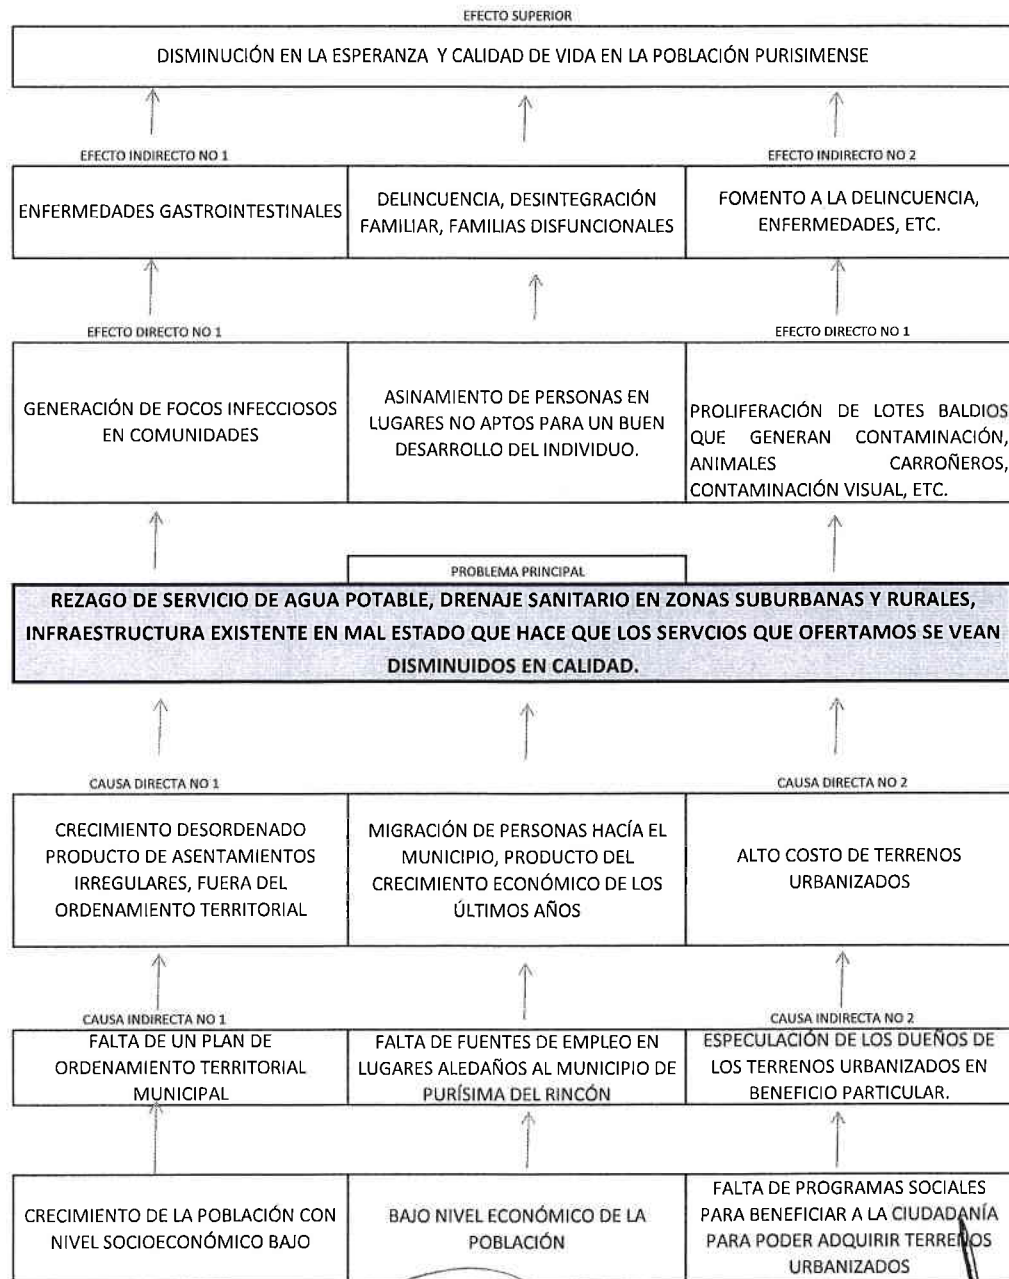 EFECTO SUPERIOR
DISMINUCIÓN EN LA ESPERANZA Y CALIDAD DE VIDA EN LA POBLACIÓN PURISIMENSE
EFECTO INDIRECTO NO 1
EFECTO INDIRECTO NO 2
ENFERMEDADES GASTROINTESTINALES
DELINCUENCIA, DESINTEGRACIÓN
FAMILIAR, FAMILIAS DISFUNCIONALES
FOMENTO A LA DELINCUENCIA,
ENFERMEDADES, ETC.
EFECTO DIRECTO NO 1
EFECTO DIRECTO NO 1
GENERACIÓN DE FOCOS INFECCIOSOS
EN COMUNIDADES
ASINAMIENTO DE PERSONAS EN
LUGARES NO APTOS PARA UN BUEN
DESARROLLO DEL INDIVIDUO.
PROLIFERACIÓN DE LOTES BALDIOS
QUE GENERAN CONTAMINACIÓN,
ANIMALES CARROÑEROS,
CONTAMINACIÓN VISUAL, ETC.
PROBLEMA PRINCIPAL
REZAGO DE SERVICIO DE AGUA POTABLE, DRENAJE SANITARIO EN ZONAS SUBURBANAS Y RURALES,
INFRAESTRUCTURA EXISTENTE EN MAL ESTADO QUE HACE QUE LOS SERVCIOS QUE OFERTAMOS SE VEAN
DISMINUIDOS EN CALIDAD.
CAUSA DIRECTA NO 1
CAUSA DIRECTA NO 2
CRECIMIENTO DESORDENADO
PRODUCTO DE ASENTAMIENTOS
IRREGULARES, FUERA DEL
ORDENAMIENTO TERRITORIAL
MIGRACIÓN DE PERSONAS HACÍA EL
MUNICIPIO, PRODUCTO DEL
CRECIMIENTO ECONÓMICO DE LOS
ÚLTIMOS AÑOS
ALTO COSTO DE TERRENOS
URBANIZADOS
CAUSA INDIRECTA NO 1
CAUSA INDIRECTA NO 2
FALTA DE UN PLAN DE
ORDENAMIENTO TERRITORIAL
MUNICIPAL
FALTA DE FUENTES DE EMPLEO EN
LUGARES ALEDAÑOS AL MUNICIPIO DE
PURÍSIMA DEL RINCÓN
ESPECULACIÓN DE LOS DUEÑOS DE
LOS TERRENOS URBANIZADOS EN
BENEFICIO PARTICULAR.
CRECIMIENTO DE LA POBLACIÓN CON
NIVEL SOCIOECONÓMICO BAJO
BAJO NIVEL ECONÓMICO DE LA
POBLACIÓN
FALTA DE PROGRAMAS SOCIALES
PARA BENEFICIAR A LA CIUDADANÍA
PARA PODER ADQUIRIR TERRENOS
URBANIZADOS